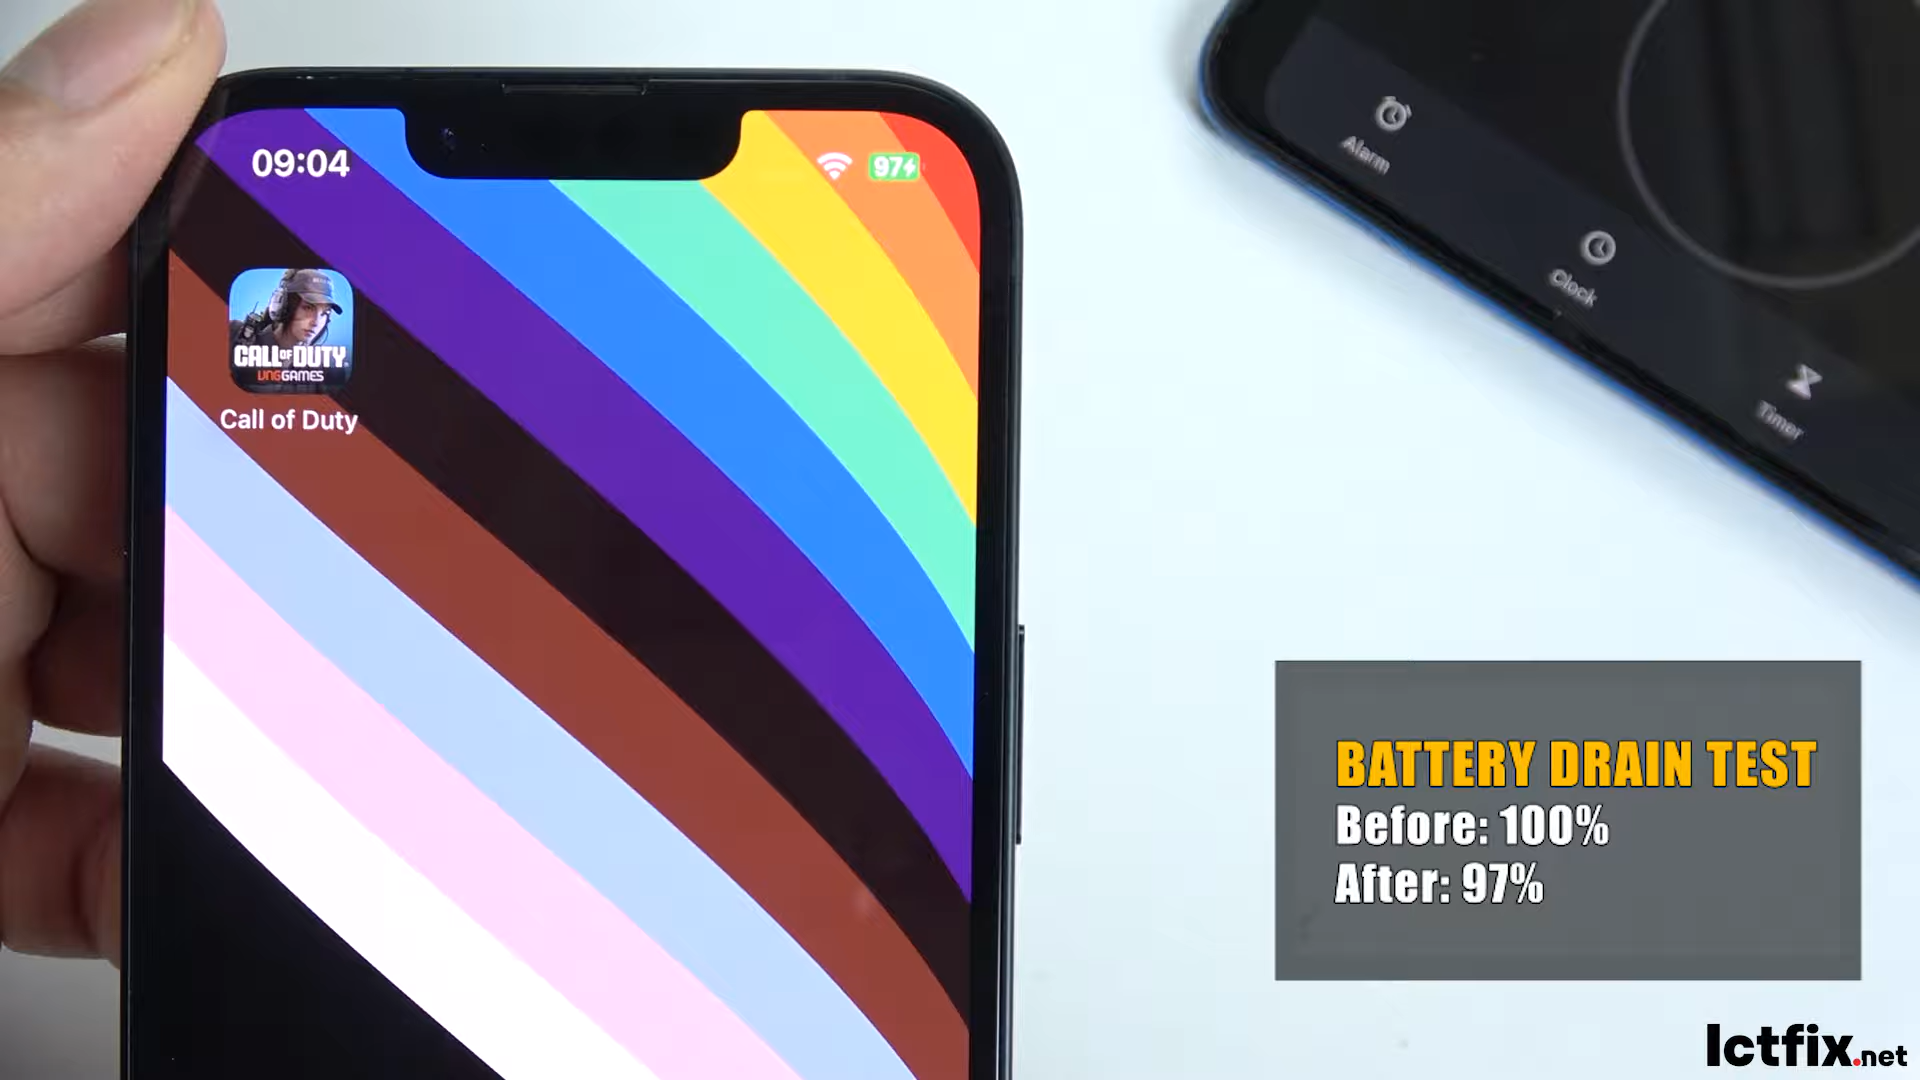 09:04
97
CALL OF DUTY
VNGGAMES
Call of Duty
Alarm
Clock
Timer
BATTERY DRAIN TEST
Before: 100%
After: 97%
Ictfix.net